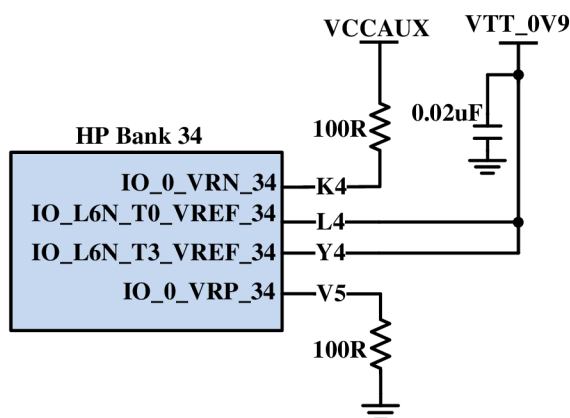 VCCAUX
VTT_0V9
0.02uF
100R
HP Bank 34
IO_0_VRN_34
K4
IO_L6N_T0_VREF_34
L4
IO_L6N_T3_VREF_34
Y4
IO_0_VRP_34
V5
100R